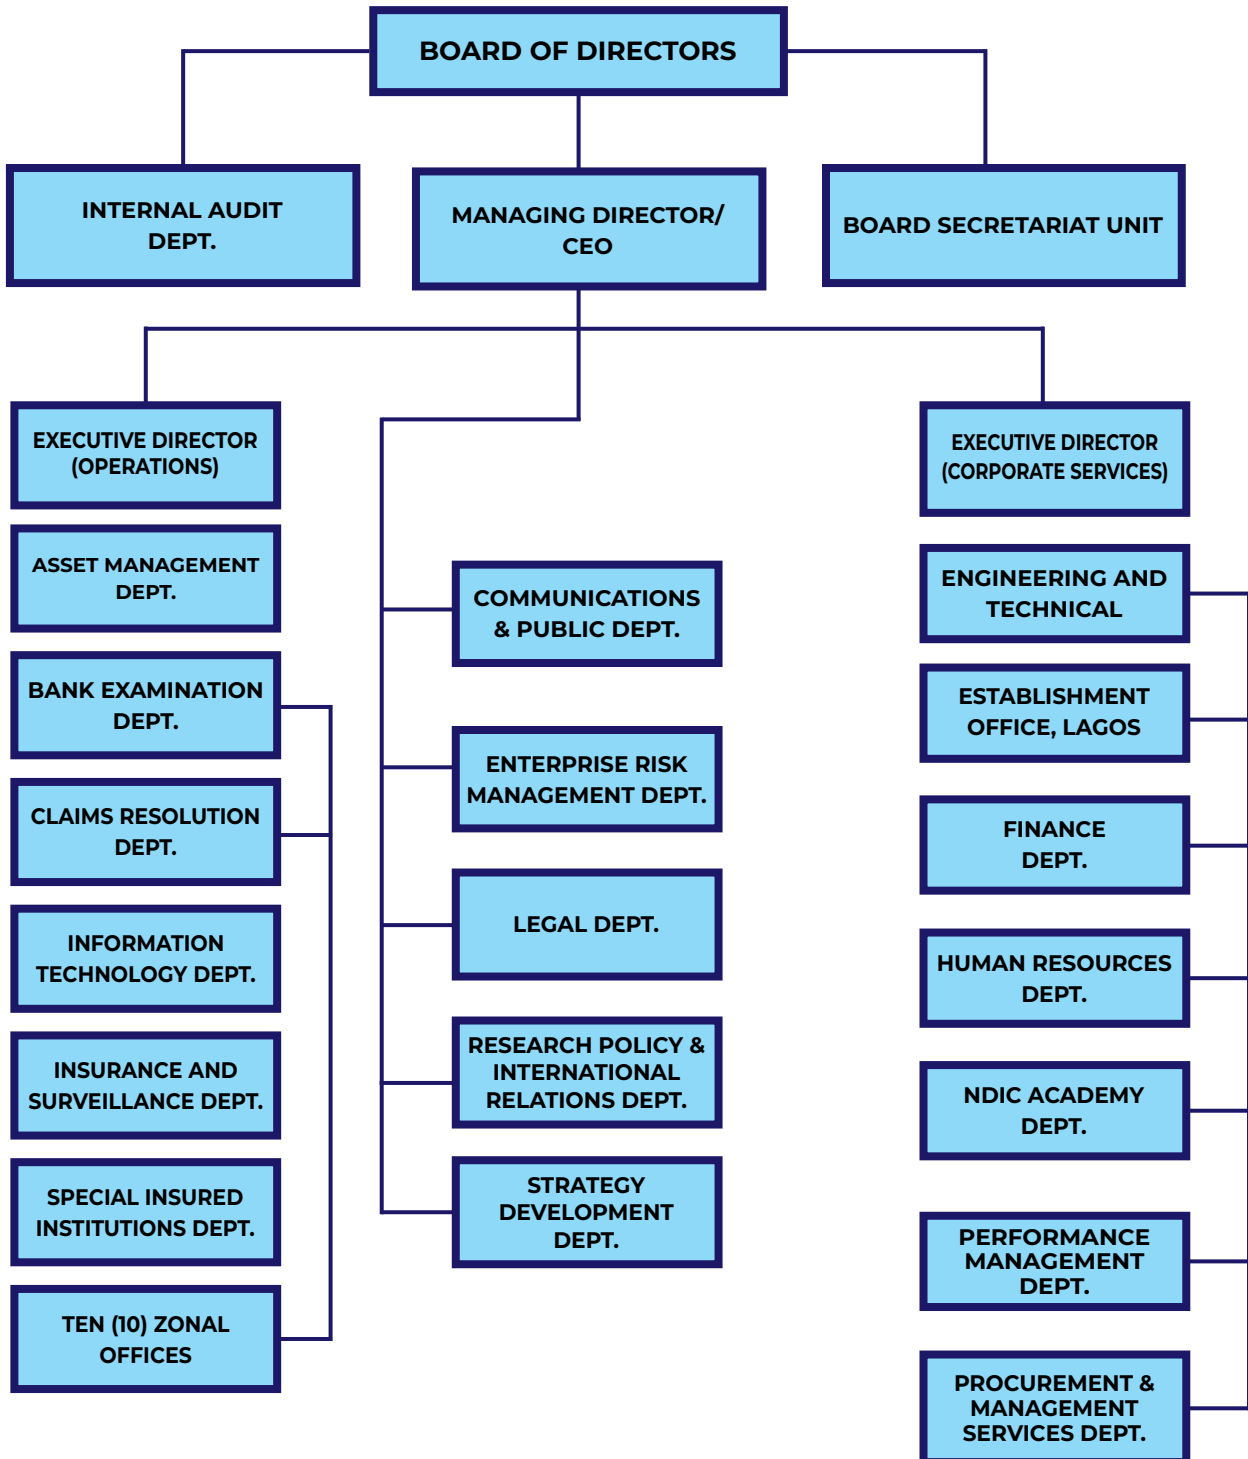 BOARD OF DIRECTORS
INTERNAL AUDIT
DEPT.
MANAGING DIRECTOR/
CEO
BOARD SECRETARIAT UNIT
EXECUTIVE DIRECTOR
(OPERATIONS)
ASSET MANAGEMENT
DEPT.
BANK EXAMINATION
DEPT.
CLAIMS RESOLUTION
DEPT.
INFORMATION
TECHNOLOGY DEPT.
INSURANCE AND
SURVEILLANCE DEPT.
SPECIAL INSURED
INSTITUTIONS DEPT.
TEN (10) ZONAL
OFFICES
COMMUNICATIONS
& PUBLIC DEPT.
ENTERPRISE RISK
MANAGEMENT DEPT.
LEGAL DEPT.
RESEARCH POLICY &
INTERNATIONAL
RELATIONS DEPT.
STRATEGY
DEVELOPMENT
DEPT.
EXECUTIVE DIRECTOR
(CORPORATE SERVICES)
ENGINEERING AND
TECHNICAL
ESTABLISHMENT
OFFICE, LAGOS
FINANCE
DEPT.
HUMAN RESOURCES
DEPT.
NDIC ACADEMY
DEPT.
PERFORMANCE
MANAGEMENT
DEPT.
PROCUREMENT &
MANAGEMENT
SERVICES DEPT.